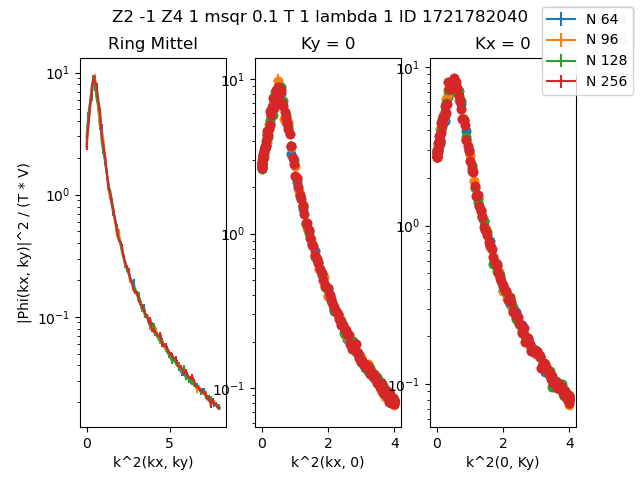 Z2 -1 Z4 1 msqr 0.1 T 1 lambda 1 ID 1721782040
N 64
N 96
N 128
N 256
Ring Mittel
Ky = 0
Kx = 0
|Phi(kx, ky)|^2 / (T * V)
10^1
10^0
10^-1
0
5
k^2(kx, ky)
10^1
10^0
10^-1
0
2
4
k^2(kx, 0)
10^1
10^0
10^-1
0
2
4
k^2(0, Ky)